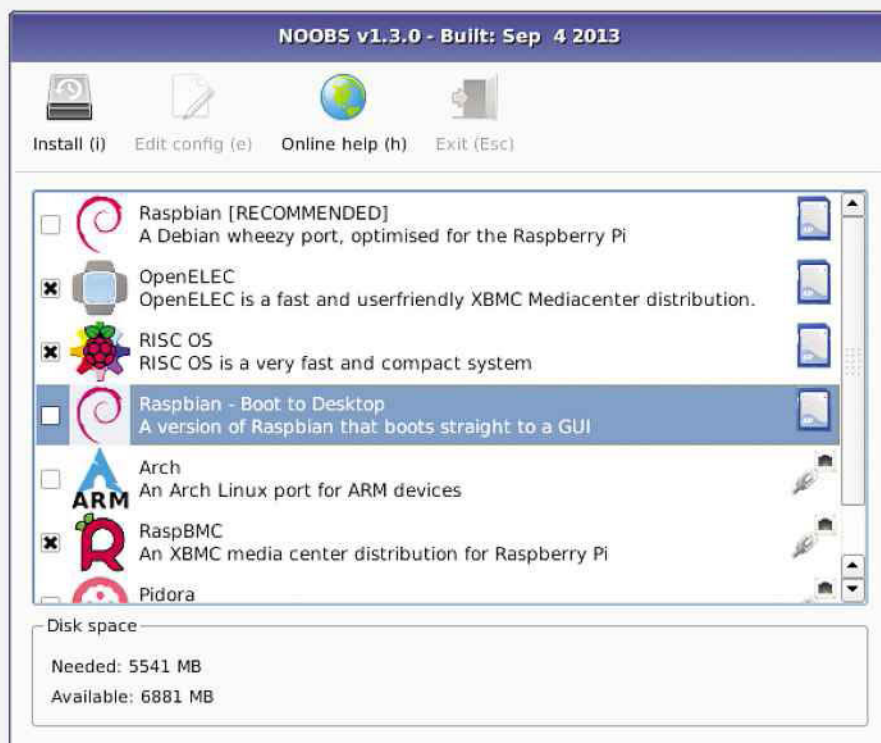 NOOBS v1.3.0 - Built: Sep 4 2013
Install (i) Edit config (e) Online help (h) Exit (Esc)
Raspbian [RECOMMENDED]
A Debian wheezy port, optimised for the Raspberry Pi
OpenELEC
OpenELEC is a fast and userfriendly XBMC Mediacenter distribution.
RISC OS
RISC OS is a very fast and compact system
Raspbian - Boot to Desktop
A version of Raspbian that boots straight to a GUI
Arch
An Arch Linux port for ARM devices
ARM
RaspBMC
An XBMC media center distribution for Raspberry Pi
Pidora
Disk space
Needed: 5541 MB
Available: 6881 MB